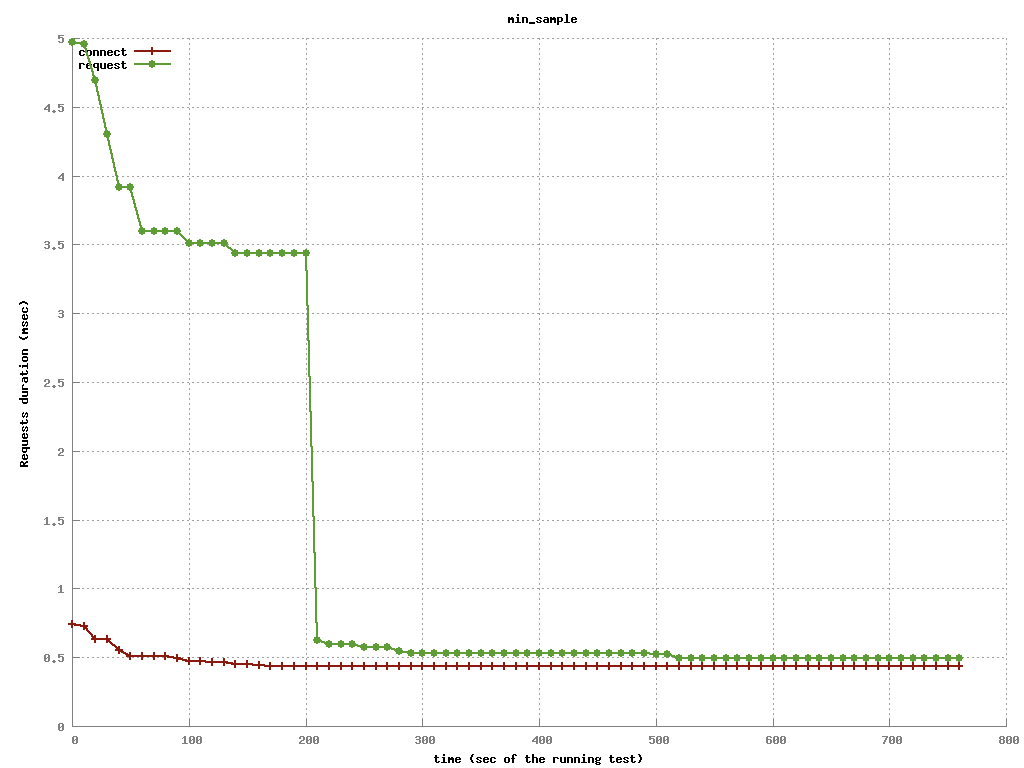 min_sample
connect
request
5
4.5
4
3.5
3
2.5
2
1.5
1
0.5
0
Requests duration (msec)
0 100 200 300 400 500 600 700 800
time (sec of the running test)